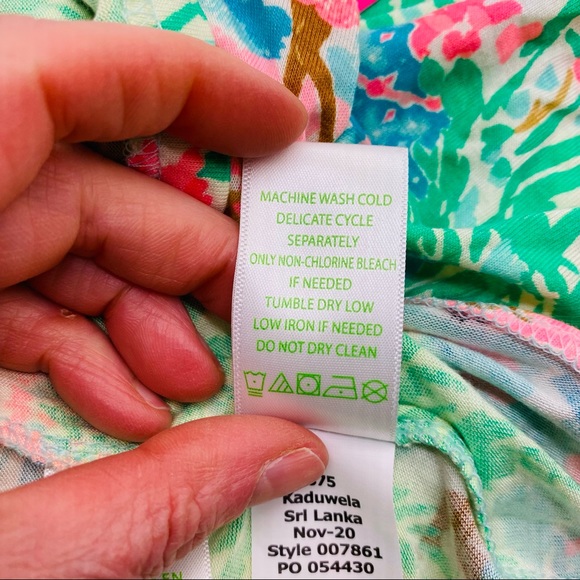 MACHINE WASH COLD
DELICATE CYCLE
SEPARATELY
ONLY NON-CHLORINE BLEACH
IF NEEDED
TUMBLE DRY LOW
LOW IRON IF NEEDED
DO NOT DRY CLEAN
Kaduwela
Sri Lanka
Nov-20
Style 007861
PO 054430
EN